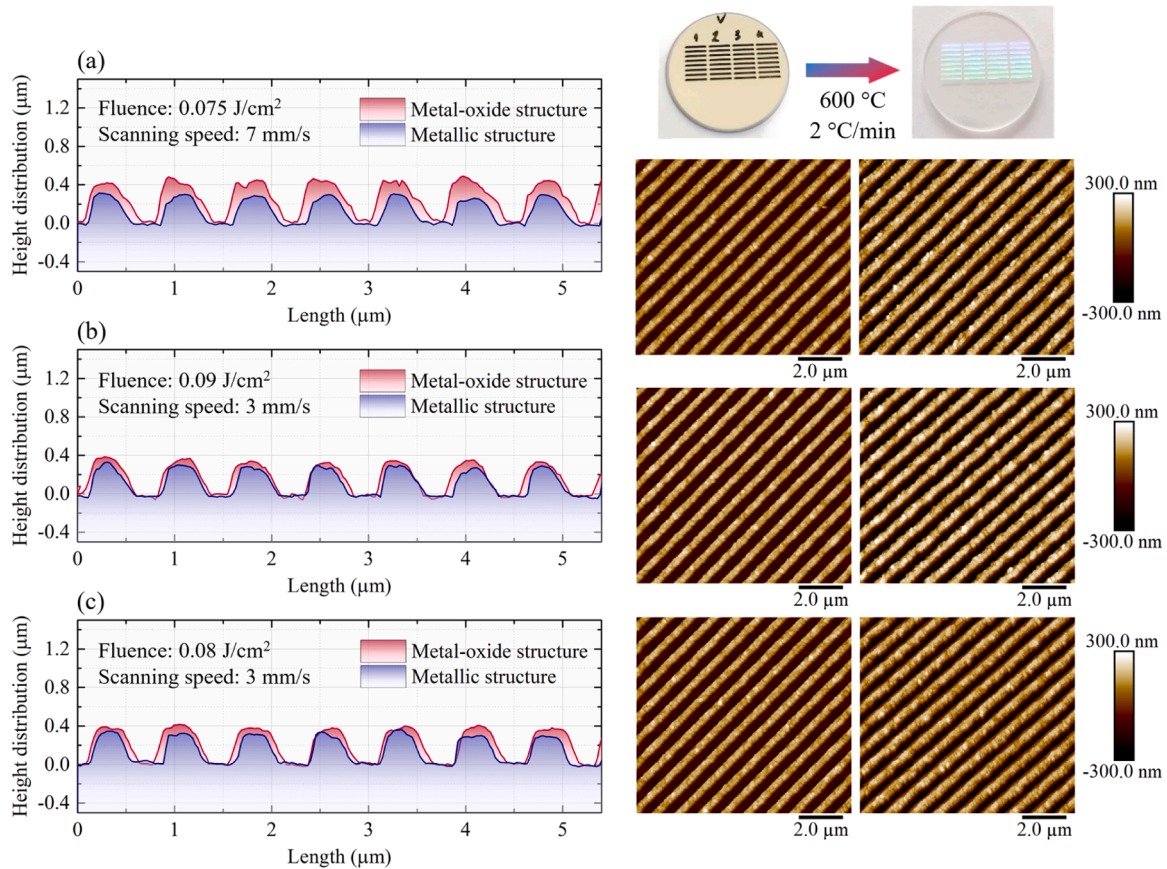 (a)
Height distribution (μm)
1.2
0.8
0.4
0.0
-0.4
Fluence: 0.075 J/cm²
Scanning speed: 7 mm/s
Metal-oxide structure
Metallic structure
0 1 2 3 4 5
Length (μm)
(b)
Height distribution (μm)
1.2
0.8
0.4
0.0
-0.4
Fluence: 0.09 J/cm²
Scanning speed: 3 mm/s
Metal-oxide structure
Metallic structure
0 1 2 3 4 5
Length (μm)
(c)
Height distribution (μm)
1.2
0.8
0.4
0.0
-0.4
Fluence: 0.08 J/cm²
Scanning speed: 3 mm/s
Metal-oxide structure
Metallic structure
0 1 2 3 4 5
Length (μm)
V
1 2 3 4
600 °C
2 °C/min
300.0 nm
-300.0 nm
2.0 μm 2.0 μm
300.0 nm
-300.0 nm
2.0 μm 2.0 μm
300.0 nm
-300.0 nm
2.0 μm 2.0 μm